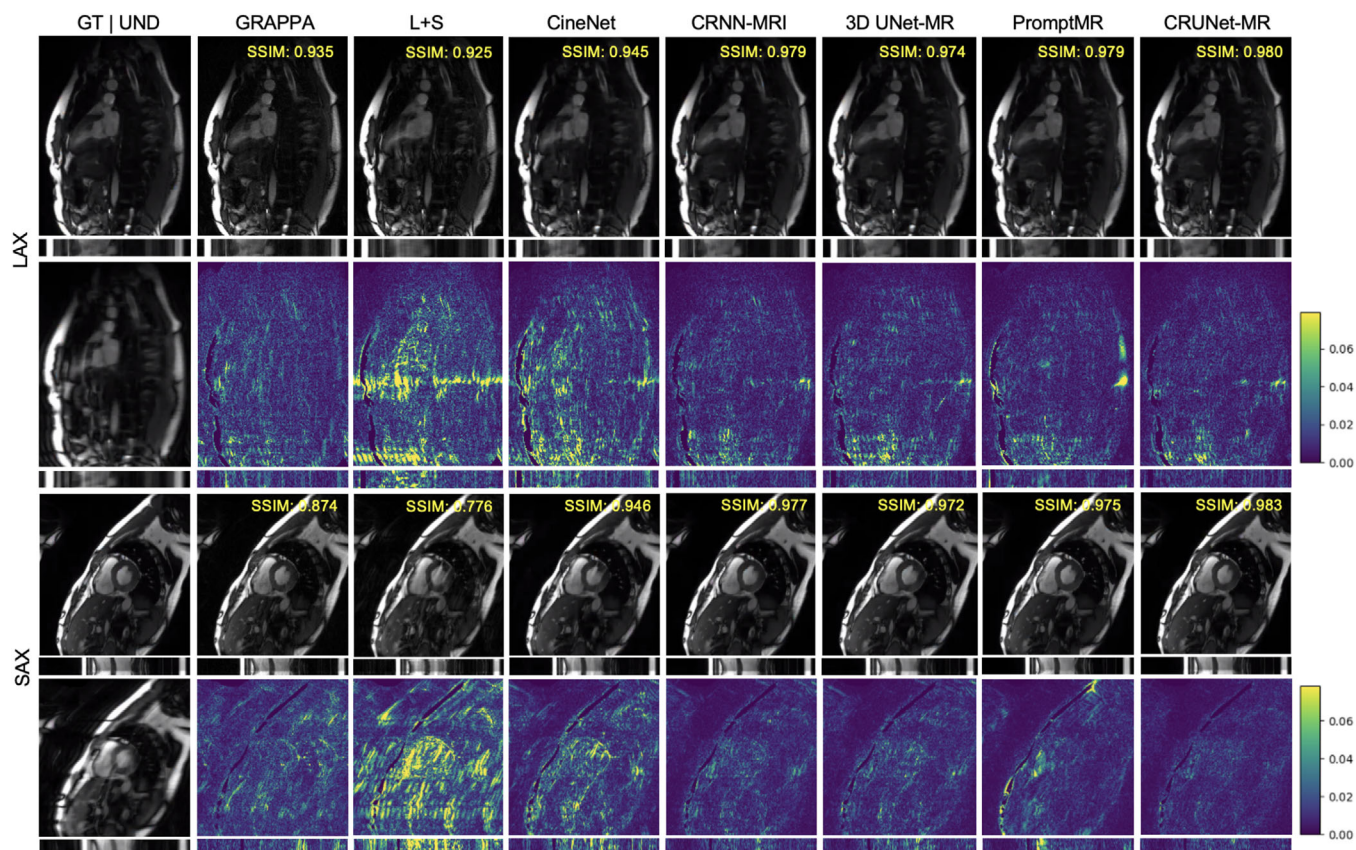 GT | UND GRAPPA L+S CineNet CRNN-MRI 3D UNet-MR PromptMR CRUNet-MR
SSIM: 0.935 SSIM: 0.925 SSIM: 0.945 SSIM: 0.979 SSIM: 0.974 SSIM: 0.979 SSIM: 0.980
LAX
0.06
0.04
0.02
0.00
SSIM: 0.874 SSIM: 0.776 SSIM: 0.946 SSIM: 0.977 SSIM: 0.972 SSIM: 0.975 SSIM: 0.983
SAX
0.06
0.04
0.02
0.00